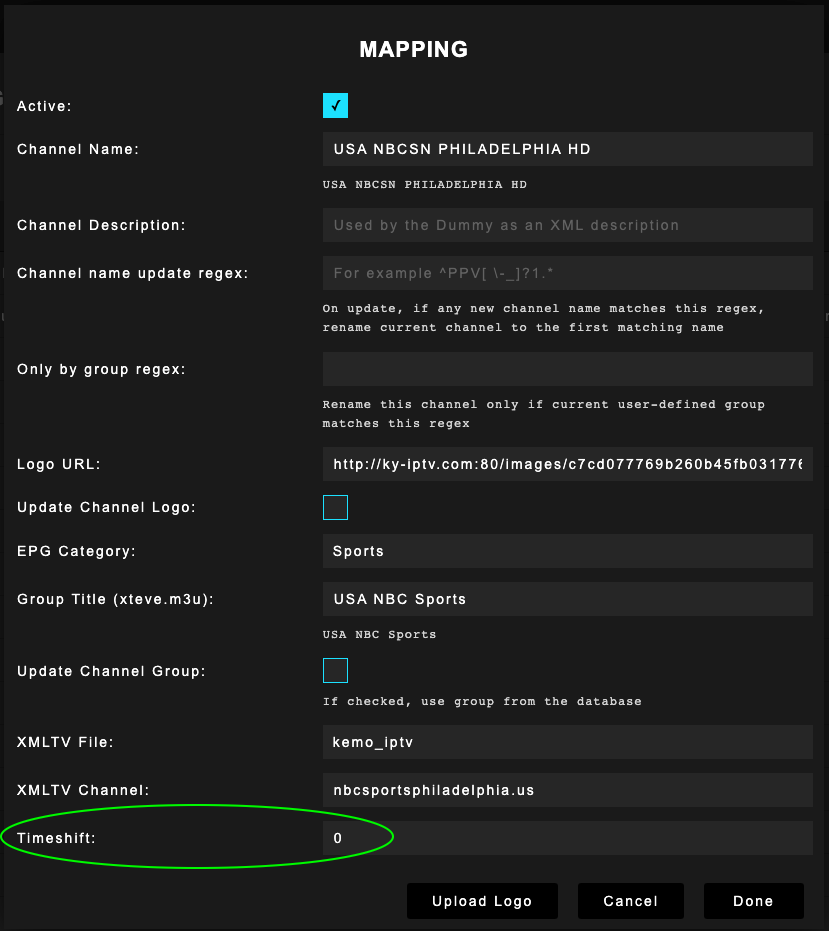 MAPPING
Active:
Channel Name:
USA NBCSN PHILADELPHIA HD
USA NBCSN PHILADELPHIA HD
Channel Description:
Used by the Dummy as an XML description
Channel name update regex:
For example ^PPV[ \-_]?1.*
On update, if any new channel name matches this regex,
rename current channel to the first matching name
Only by group regex:
Rename this channel only if current user-defined group
matches this regex
Logo URL:
http://ky-iptv.com:80/images/c7cd077769b260b45fb031776
Update Channel Logo:
EPG Category:
Sports
Group Title (xteve.m3u):
USA NBC Sports
USA NBC Sports
Update Channel Group:
If checked, use group from the database
XMLTV File:
kemo_iptv
XMLTV Channel:
nbcsportsphiladelphia.us
Timeshift:
0
Upload Logo
Cancel
Done